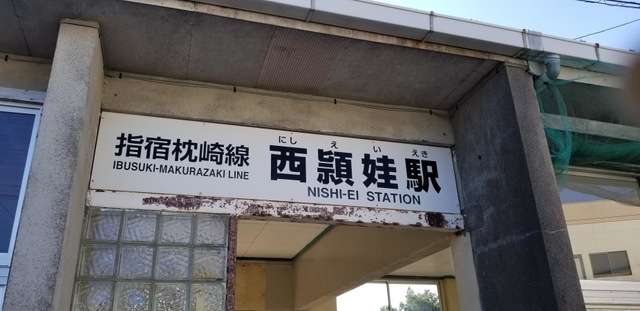 指宿枕崎線
IBUSUKI-MAKURAZAKI LINE
にし えい えき
西頴娃駅
NISHI-EI STATION